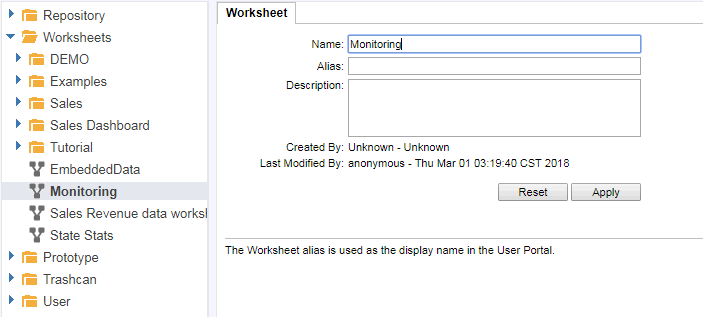 Repository
Worksheets
DEMO
Examples
Sales
Sales Dashboard
Tutorial
EmbeddedData
Monitoring
Sales Revenue data works
State Stats
Prototype
Trashcan
User
Worksheet
Name: Monitoring
Alias:
Description:
Created By: Unknown - Unknown
Last Modified By: anonymous - Thu Mar 01 03:19:40 CST 2018
Reset Apply
The Worksheet alias is used as the display name in the User Portal.